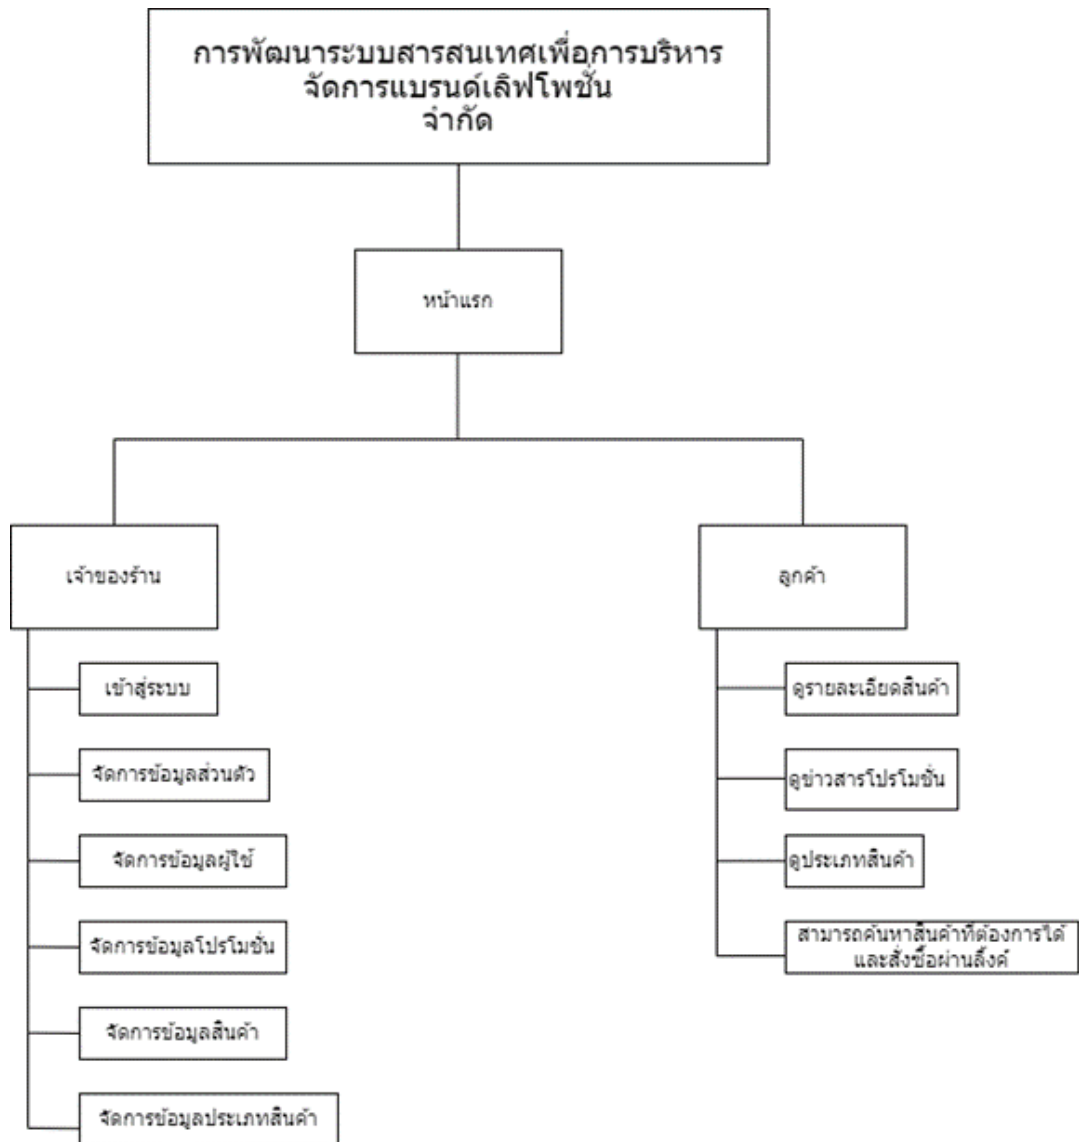 การพัฒนาระบบสารสนเทศเพื่อการบริหาร
จัดการแบรนด์เลิฟโพชั่น
จำกัด
หน้าแรก
เจ้าของร้าน
เข้าสู่ระบบ
จัดการข้อมูลส่วนตัว
จัดการข้อมูลผู้ใช้
จัดการข้อมูลโปรโมชั่น
จัดการข้อมูลสินค้า
จัดการข้อมูลประเภทสินค้า
ลูกค้า
ดูรายละเอียดสินค้า
ดูข่าวสารโปรโมชั่น
ดูประเภทสินค้า
สามารถค้นหาสินค้าที่ต้องการได้
และสั่งซื้อผ่านลิ้งค์